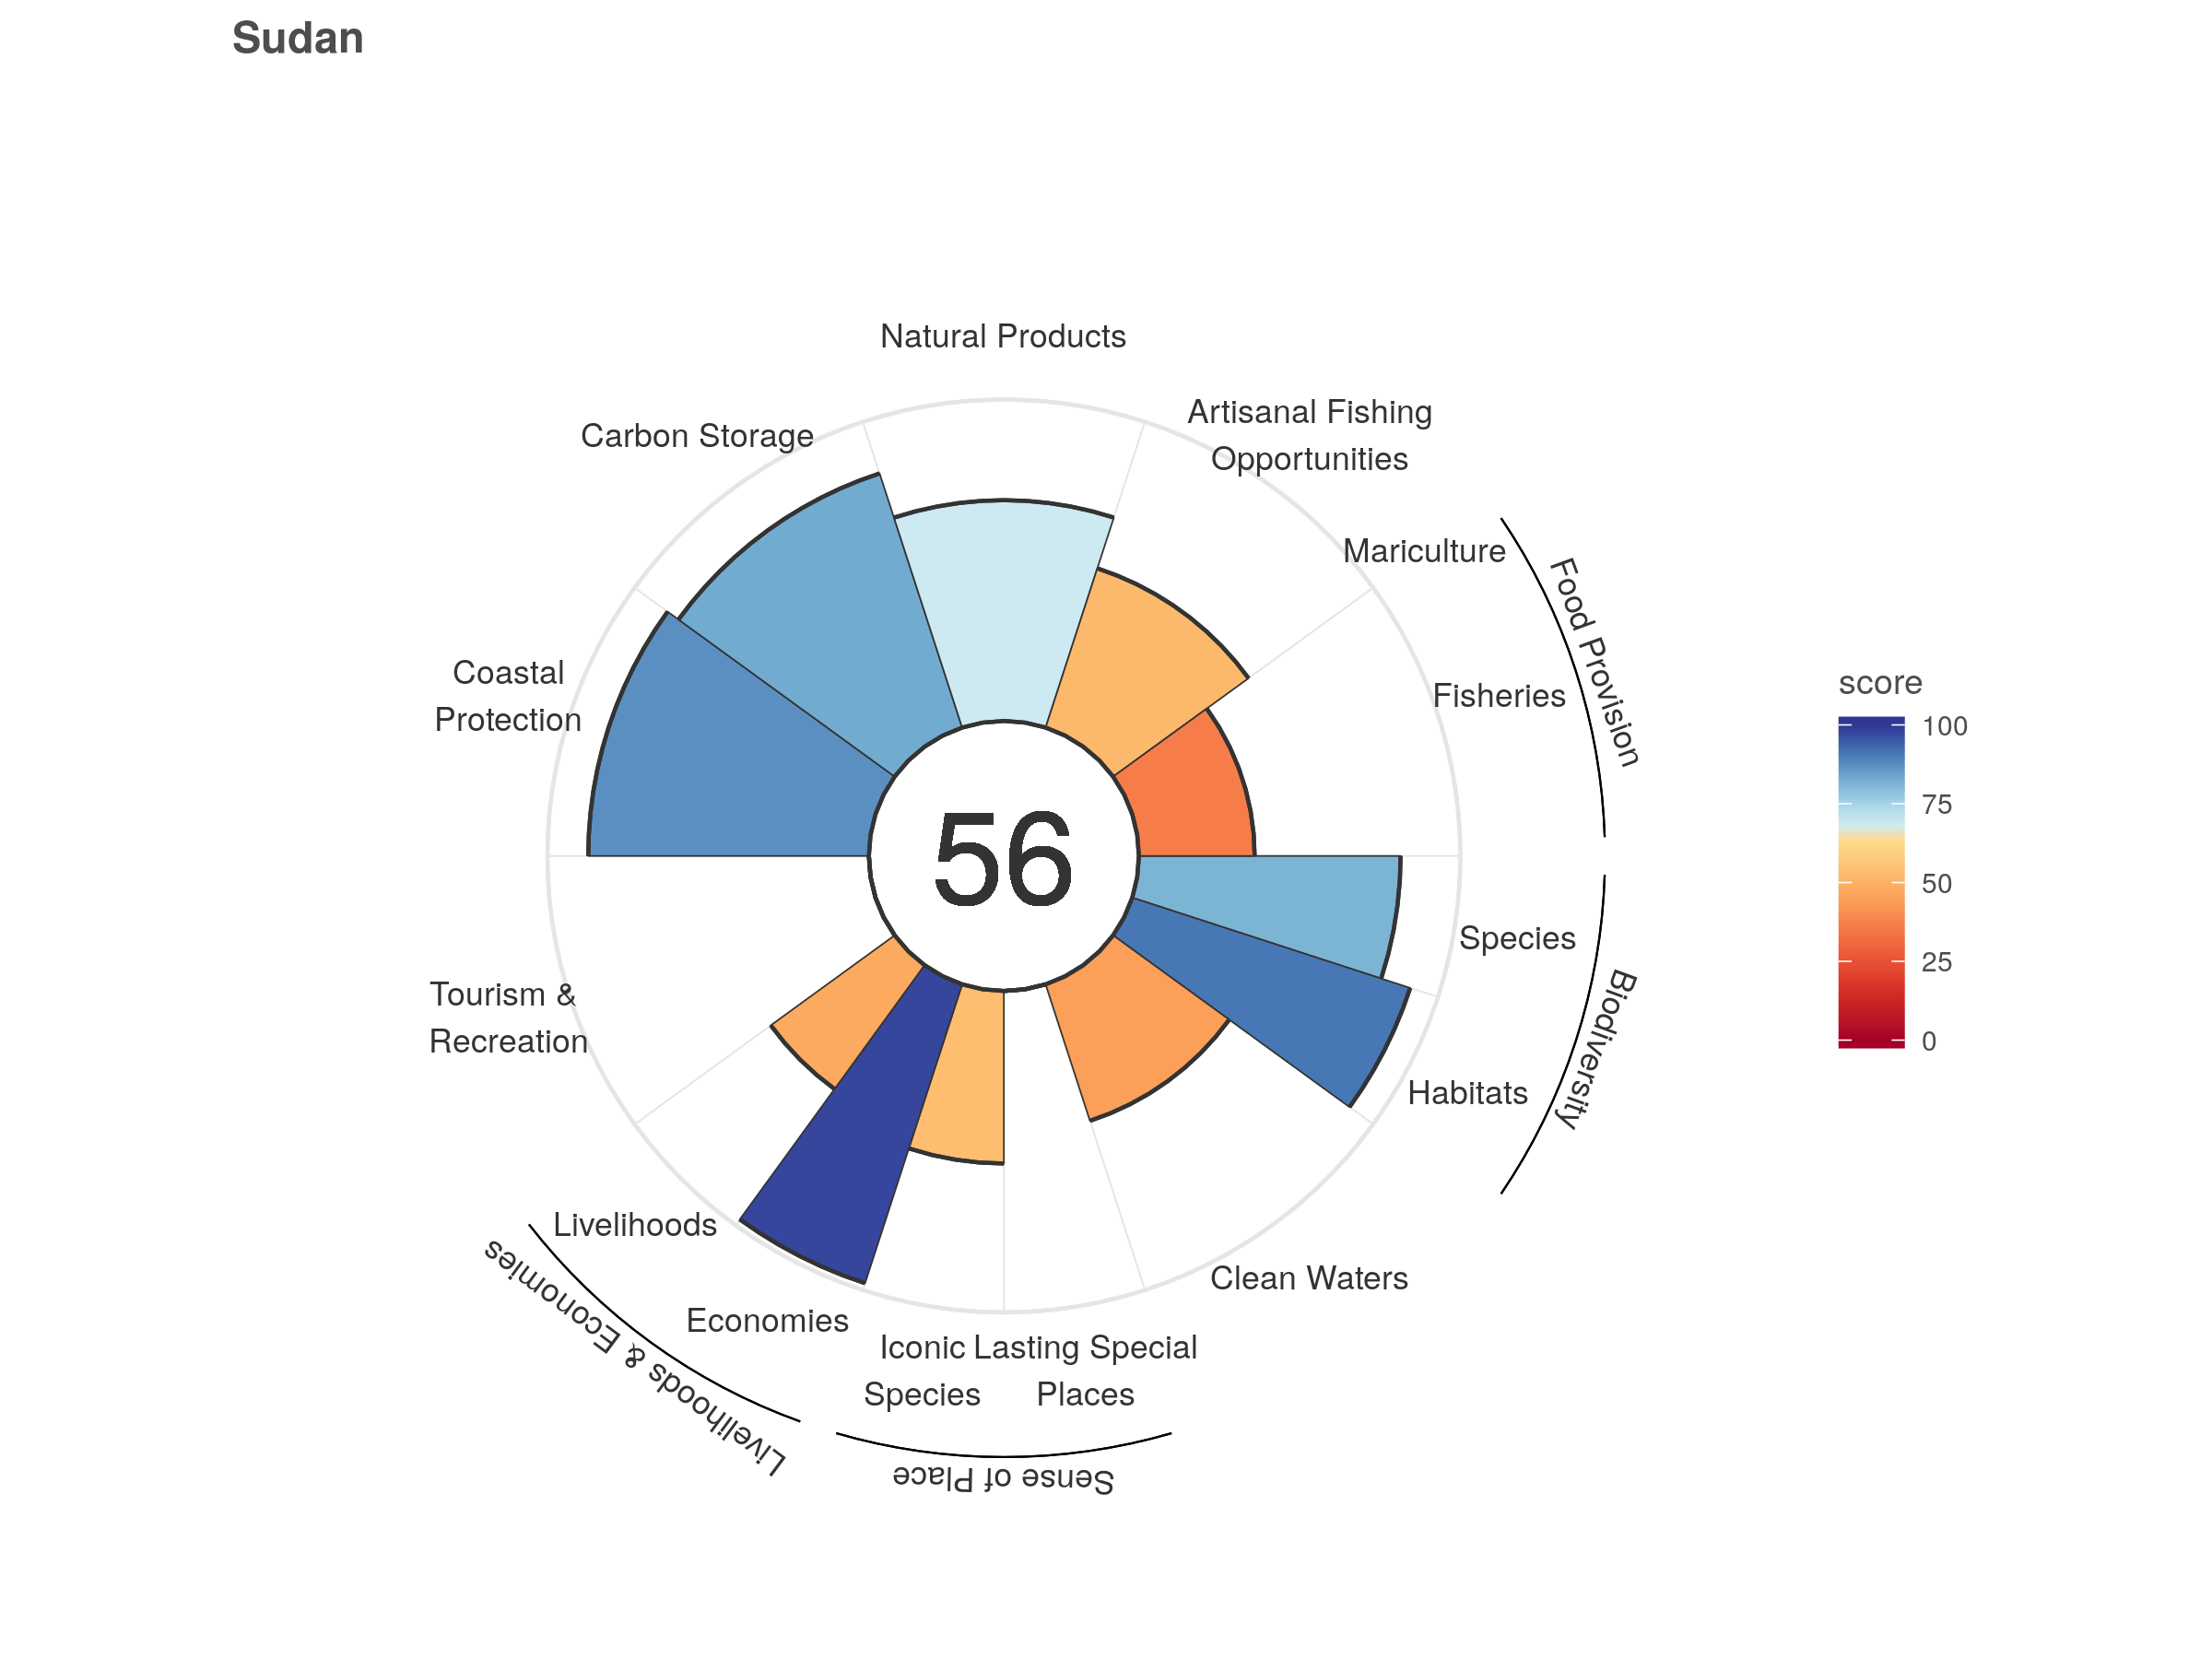 Sudan
Natural Products
Artisanal Fishing
Opportunities
Carbon Storage
Mariculture
Food Provision
Coastal
Protection
Fisheries
score
100
75
50
25
0
56
Species
Biodiversity
Tourism &
Recreation
Habitats
Livelihoods
Clean Waters
Economies
Livelihoods & Economies
Iconic
Species
Lasting Special
Places
Sense of Place